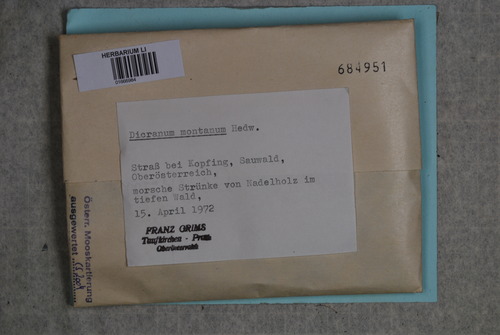 HERBARIUM LI
684951
Dicranum montanum Hedw.
Straß bei Kopfing, Sauwald,
Oberösterreich,
morsche Strünke von Nadelholz im
tiefen Wald,
15. April 1972
FRANZ GRIMS
Taufkirchen - Pram
Oberösterreich
Österr. Mooskartierung
ausgewertet